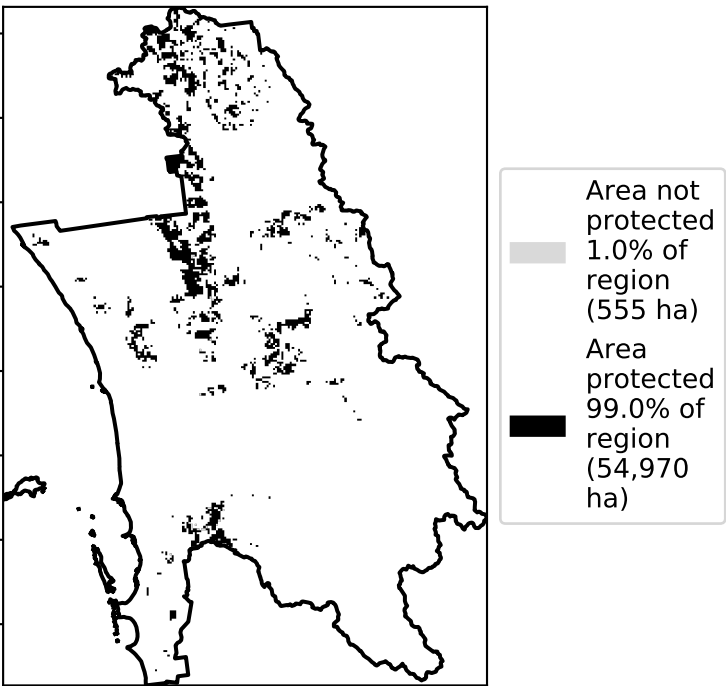 Area not
protected
1.0% of
region
(555 ha)
Area
protected
99.0% of
region
(54,970
ha)